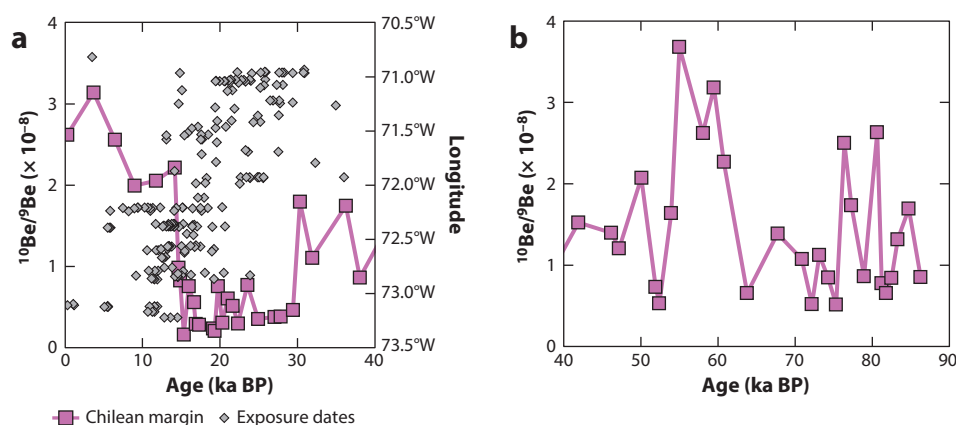 a
4
3
2
1
0
¹⁰Be/⁹Be (× 10⁻⁸)
0 10 20 30 40
Age (ka BP)
70.5°W
71.0°W
71.5°W
72.0°W
72.5°W
73.0°W
73.5°W
Longitude
b
4
3
2
1
0
¹⁰Be/⁹Be (× 10⁻⁸)
40 50 60 70 80 90
Age (ka BP)
Chilean margin Exposure dates